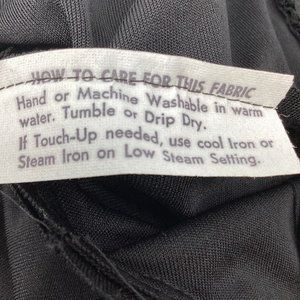 HOW TO CARE FOR THIS FABRIC
Hand or Machine Washable in warm
water. Tumble or Drip Dry.
If Touch-Up needed, use cool Iron or
Steam Iron on Low Steam Setting.